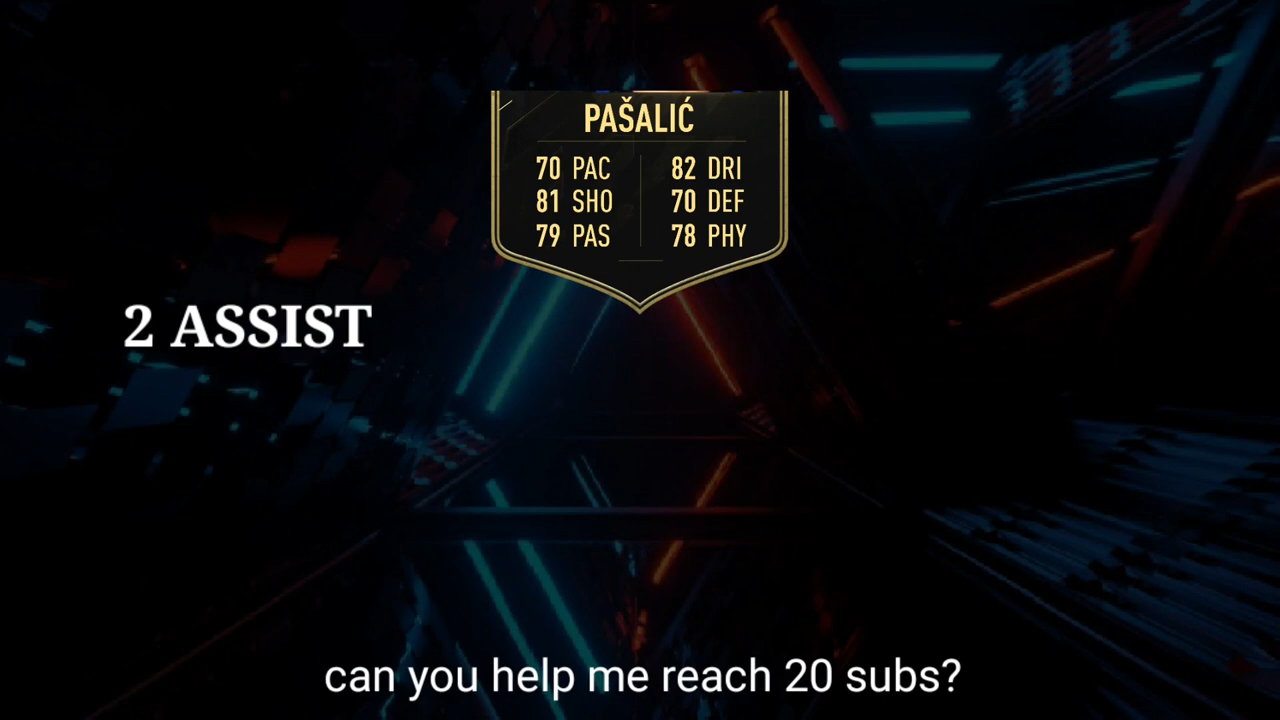 PAŠALIĆ
70 PAC 82 DRI
81 SHO 70 DEF
79 PAS 78 PHY
2 ASSIST
can you help me reach 20 subs?